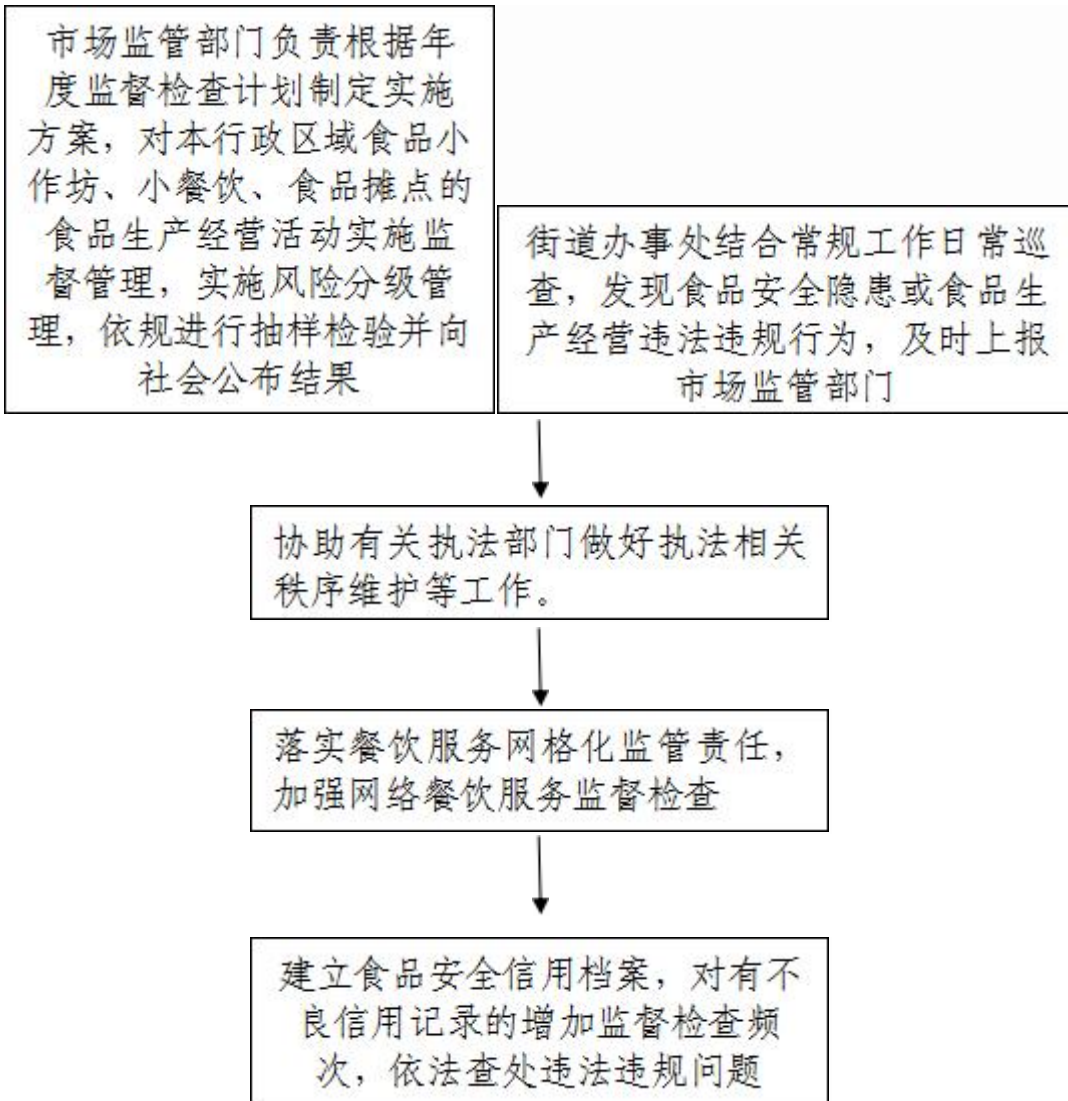 市场监管部门负责根据年
度监督检查计划制定实施
方案，对本行政区域食品小
作坊、小餐饮、食品摊点的
食品生产经营活动实施监
督管理，实施风险分级管
理，依规进行抽样检验并向
社会公布结果
街道办事处结合常规工作日常巡
查，发现食品安全隐患或食品生
产经营违法违规行为，及时上报
市场监管部门
协助有关执法部门做好执法相关
秩序维护等工作。
落实餐饮服务网格化监管责任，
加强网络餐饮服务监督检查
建立食品安全信用档案，对有不
良信用记录的增加监督检查频
次，依法查处违法违规问题